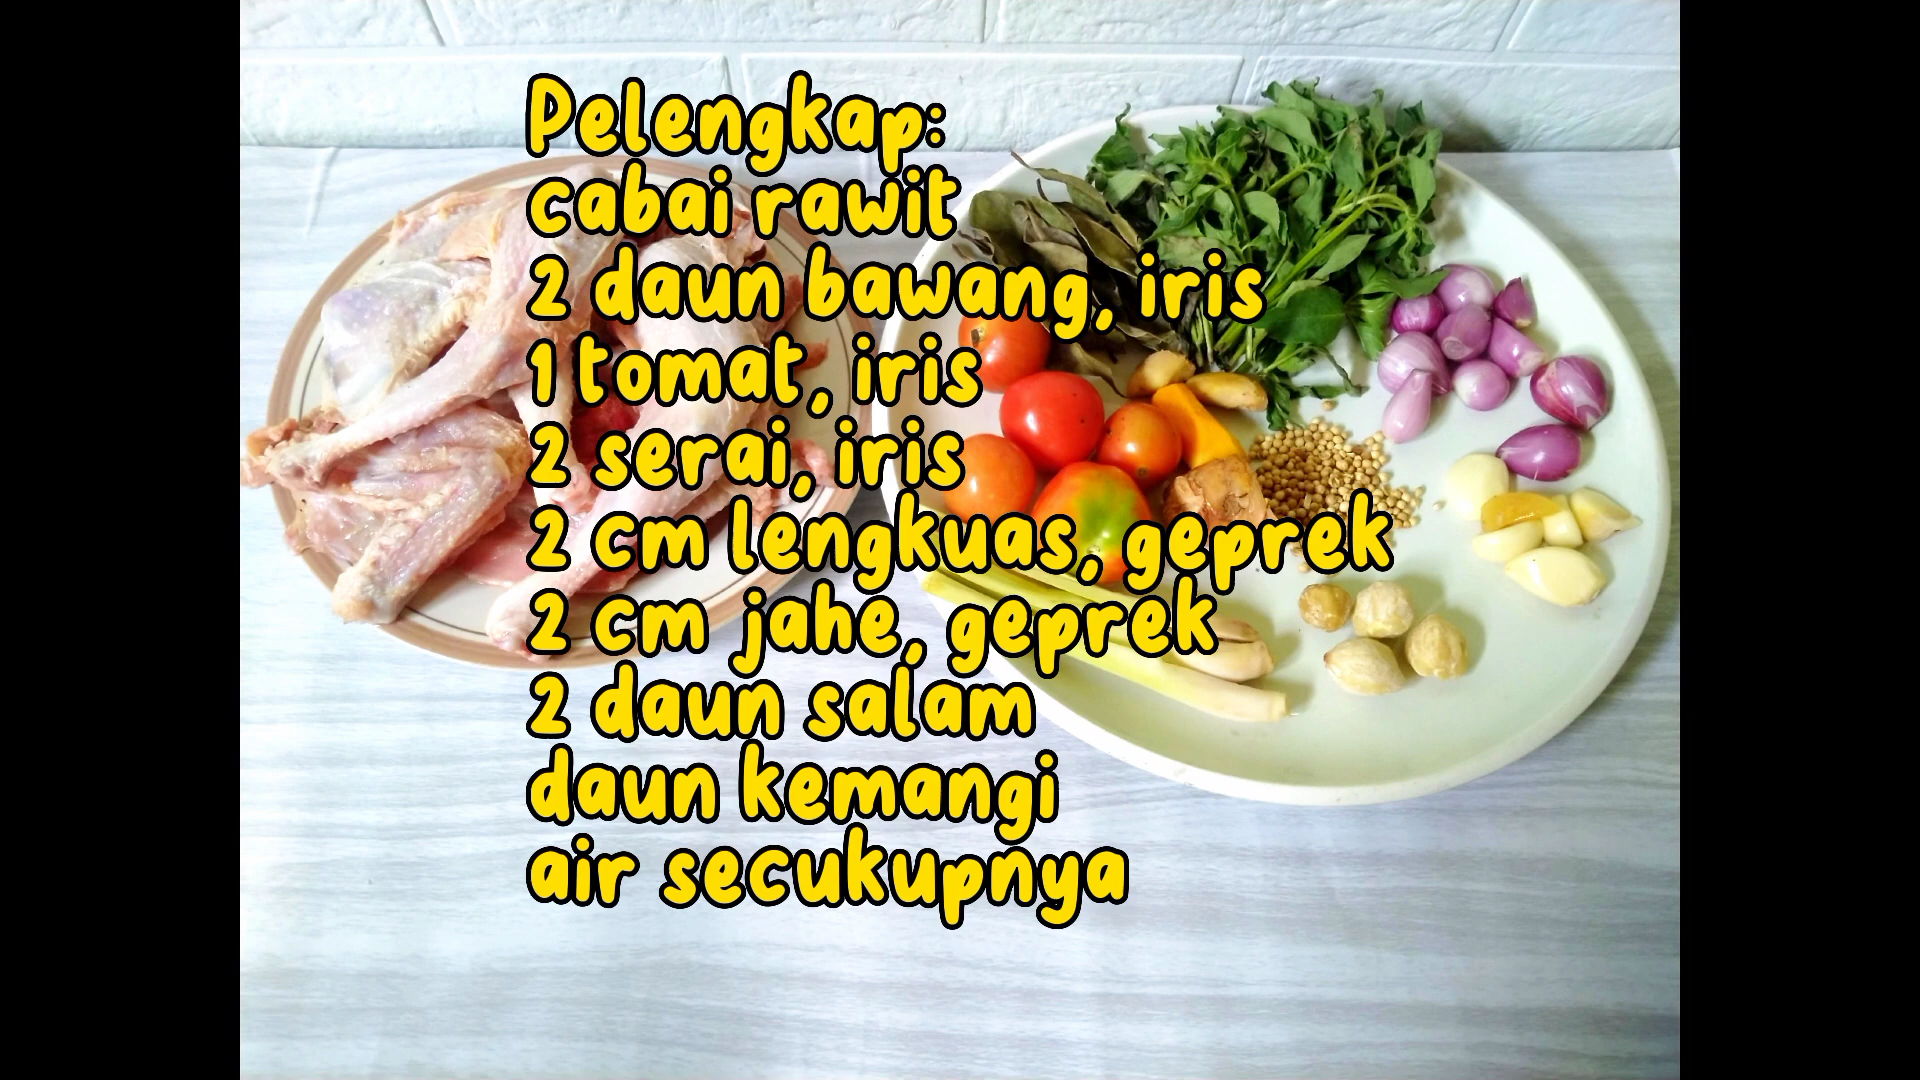 Pelengkap:
cabai rawit
2 daun bawang, iris
1 tomat, iris
2 serai, iris
2 cm lengkuas, geprek
2 cm jahe, geprek
2 daun salam
daun kemangi
air secukupnya